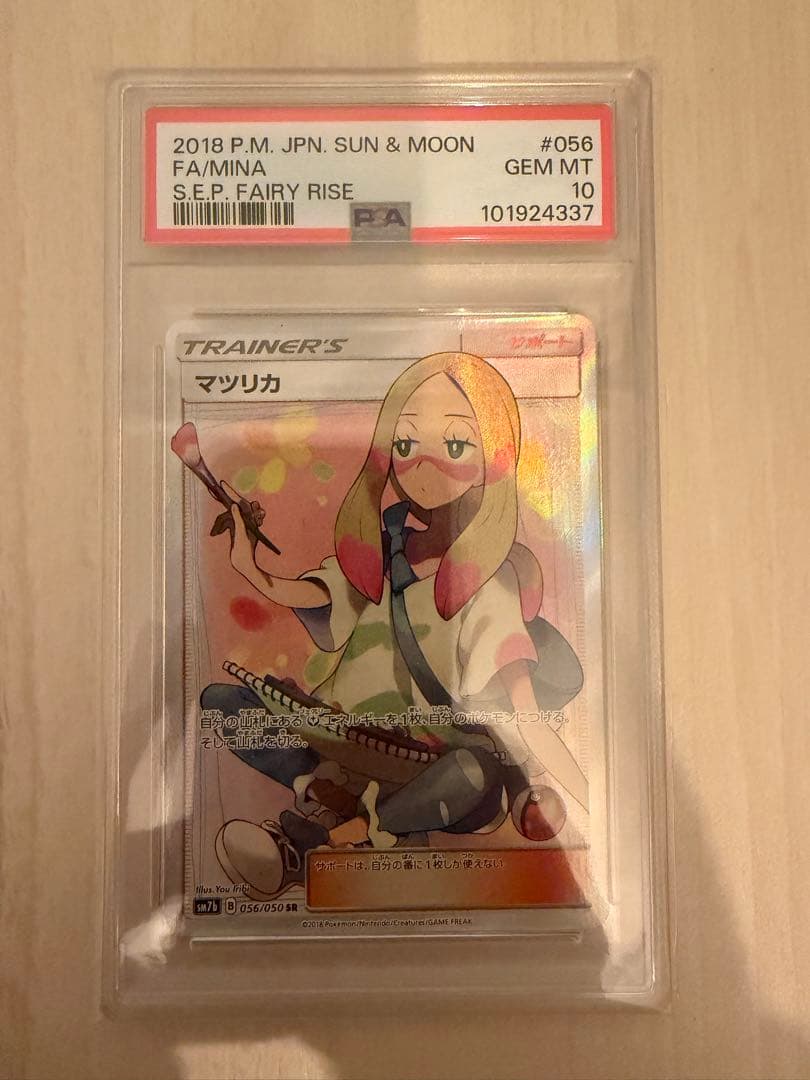 2018 P.M. JPN. SUN & MOON #056
FA/MINA GEM MT
S.E.P. FAIRY RISE 10
PSA 101924337
TRAINER'S サポート
マツリカ
自分の山札にある エネルギーを1枚、自分のポケモンにつける。
そして山札を切る。
サポートは、自分の番に1枚しか使えない
Illus. You Iribi
sm7b B 056/050 SR
©2018 Pokémon/Nintendo/Creatures/GAME FREAK